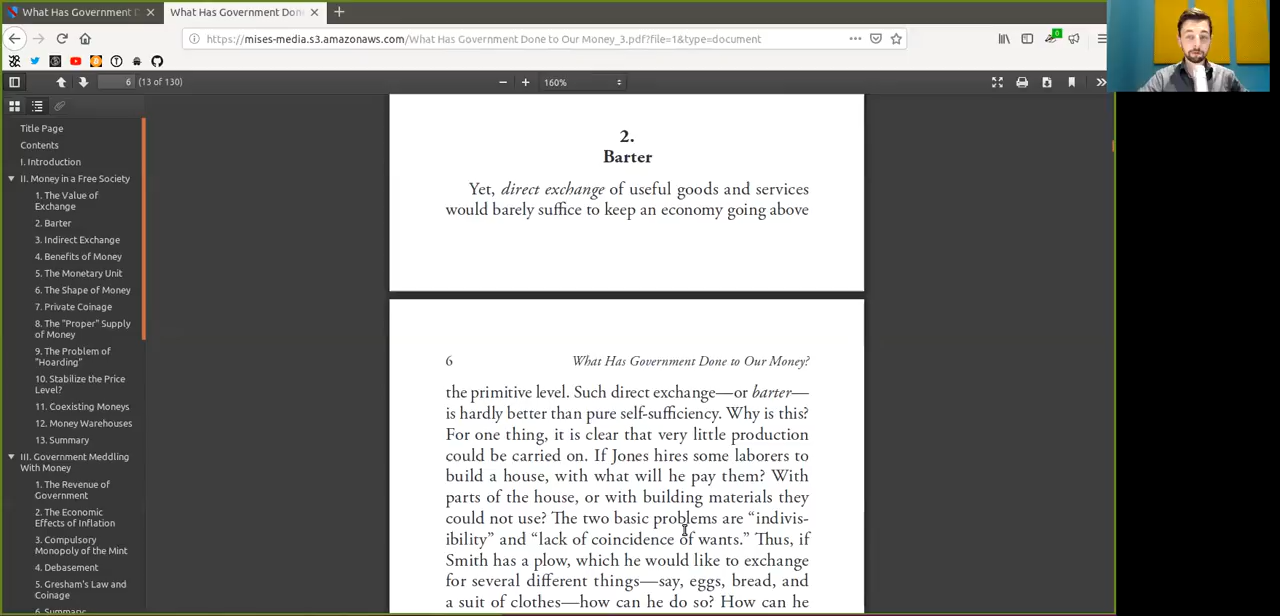 What Has Government D
What Has Government Don
https://mises-media.s3.amazonaws.com/What Has Government Done to Our Money_3.pdf?file=1&type=document
0
6 (13 of 130)
160%
Title Page
Contents
I. Introduction
II. Money in a Free Society
1. The Value of
Exchange
2. Barter
3. Indirect Exchange
4. Benefits of Money
5. The Monetary Unit
6. The Shape of Money
7. Private Coinage
8. The "Proper" Supply
of Money
9. The Problem of
"Hoarding"
10. Stabilize the Price
Level?
11. Coexisting Moneys
12. Money Warehouses
13. Summary
III. Government Meddling
With Money
1. The Revenue of
Government
2. The Economic
Effects of Inflation
3. Compulsory
Monopoly of the Mint
4. Debasement
5. Gresham's Law and
Coinage
6. Summary
2.
Barter
Yet, direct exchange of useful goods and services
would barely suffice to keep an economy going above
6 What Has Government Done to Our Money?
the primitive level. Such direct exchange—or barter—
is hardly better than pure self-sufficiency. Why is this?
For one thing, it is clear that very little production
could be carried on. If Jones hires some laborers to
build a house, with what will he pay them? With
parts of the house, or with building materials they
could not use? The two basic problems are “indivis-
ibility” and “lack of coincidence of wants.” Thus, if
Smith has a plow, which he would like to exchange
for several different things—say, eggs, bread, and
a suit of clothes—how can he do so? How can he